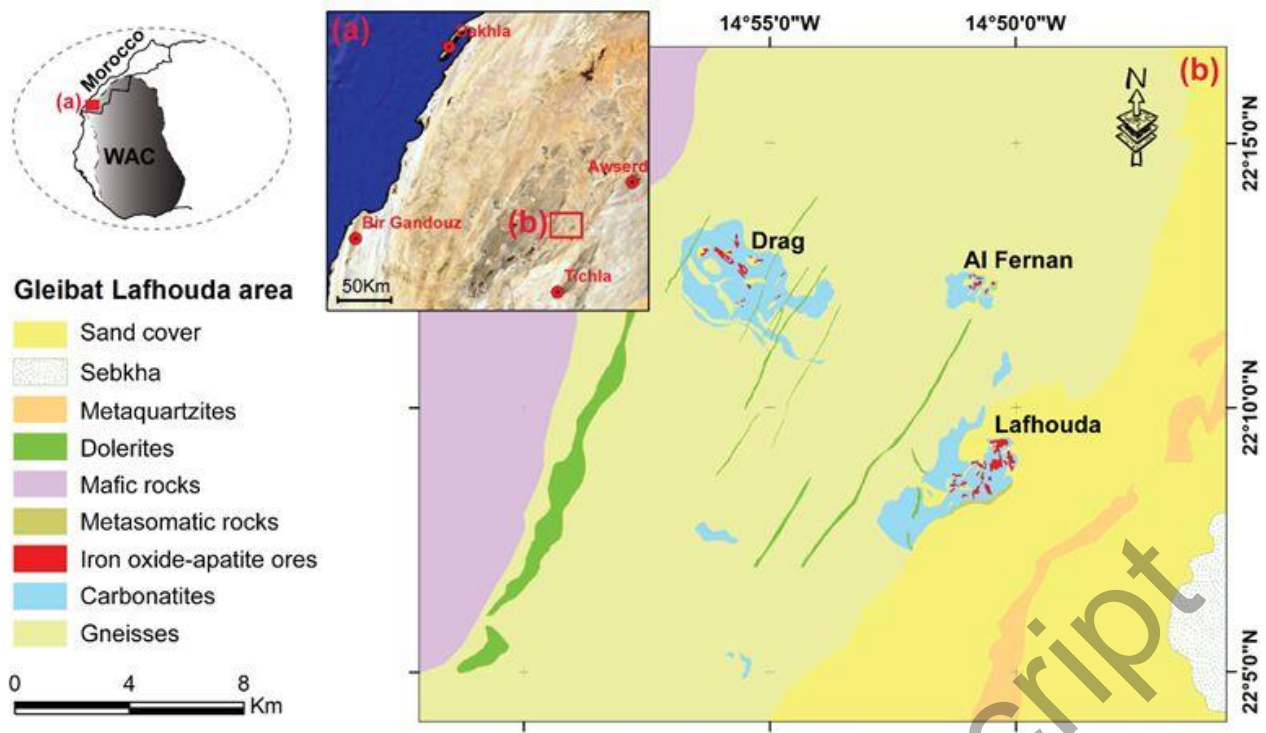 Morocco
(a)
WAC
(a)
Dakhla
Awserd
Bir Gandouz
(b)
Tichla
50Km
14°55'0"W
14°50'0"W
(b)
N
22°15'0"N
22°10'0"N
22°5'0"N
Drag
Al Fernan
Lafhouda
Gleibat Lafhouda area
Sand cover
Sebkha
Metaquartzites
Dolerites
Mafic rocks
Metasomatic rocks
Iron oxide-apatite ores
Carbonatites
Gneisses
0 4 8
Km
cript